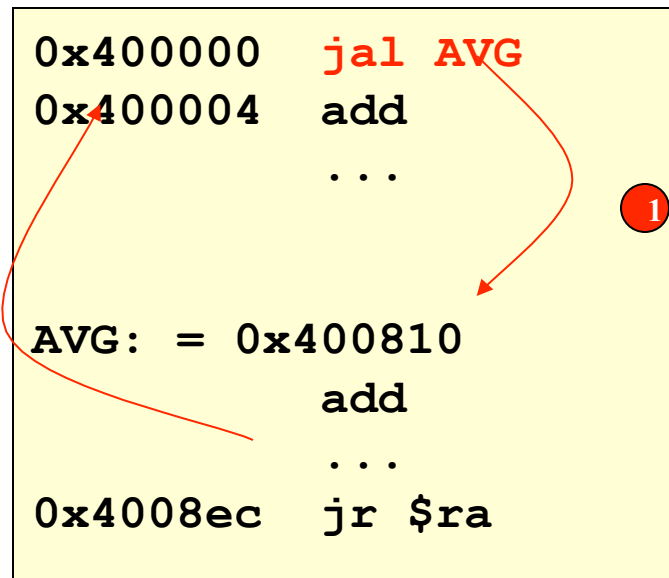 0x400000 jal AVG
0x400004 add
...
1
AVG: = 0x400810
add
...
0x4008ec jr $ra